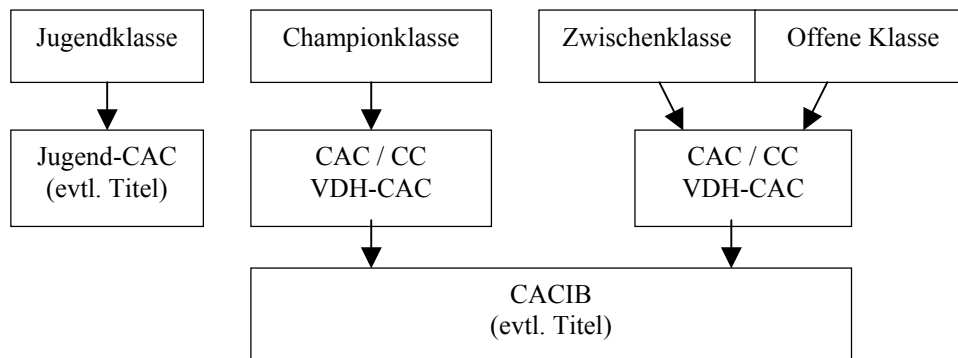 Jugendklasse
Championklasse
Zwischenklasse
Offene Klasse
Jugend-CAC
(evtl. Titel)
CAC / CC
VDH-CAC
CAC / CC
VDH-CAC
CACIB
(evtl. Titel)